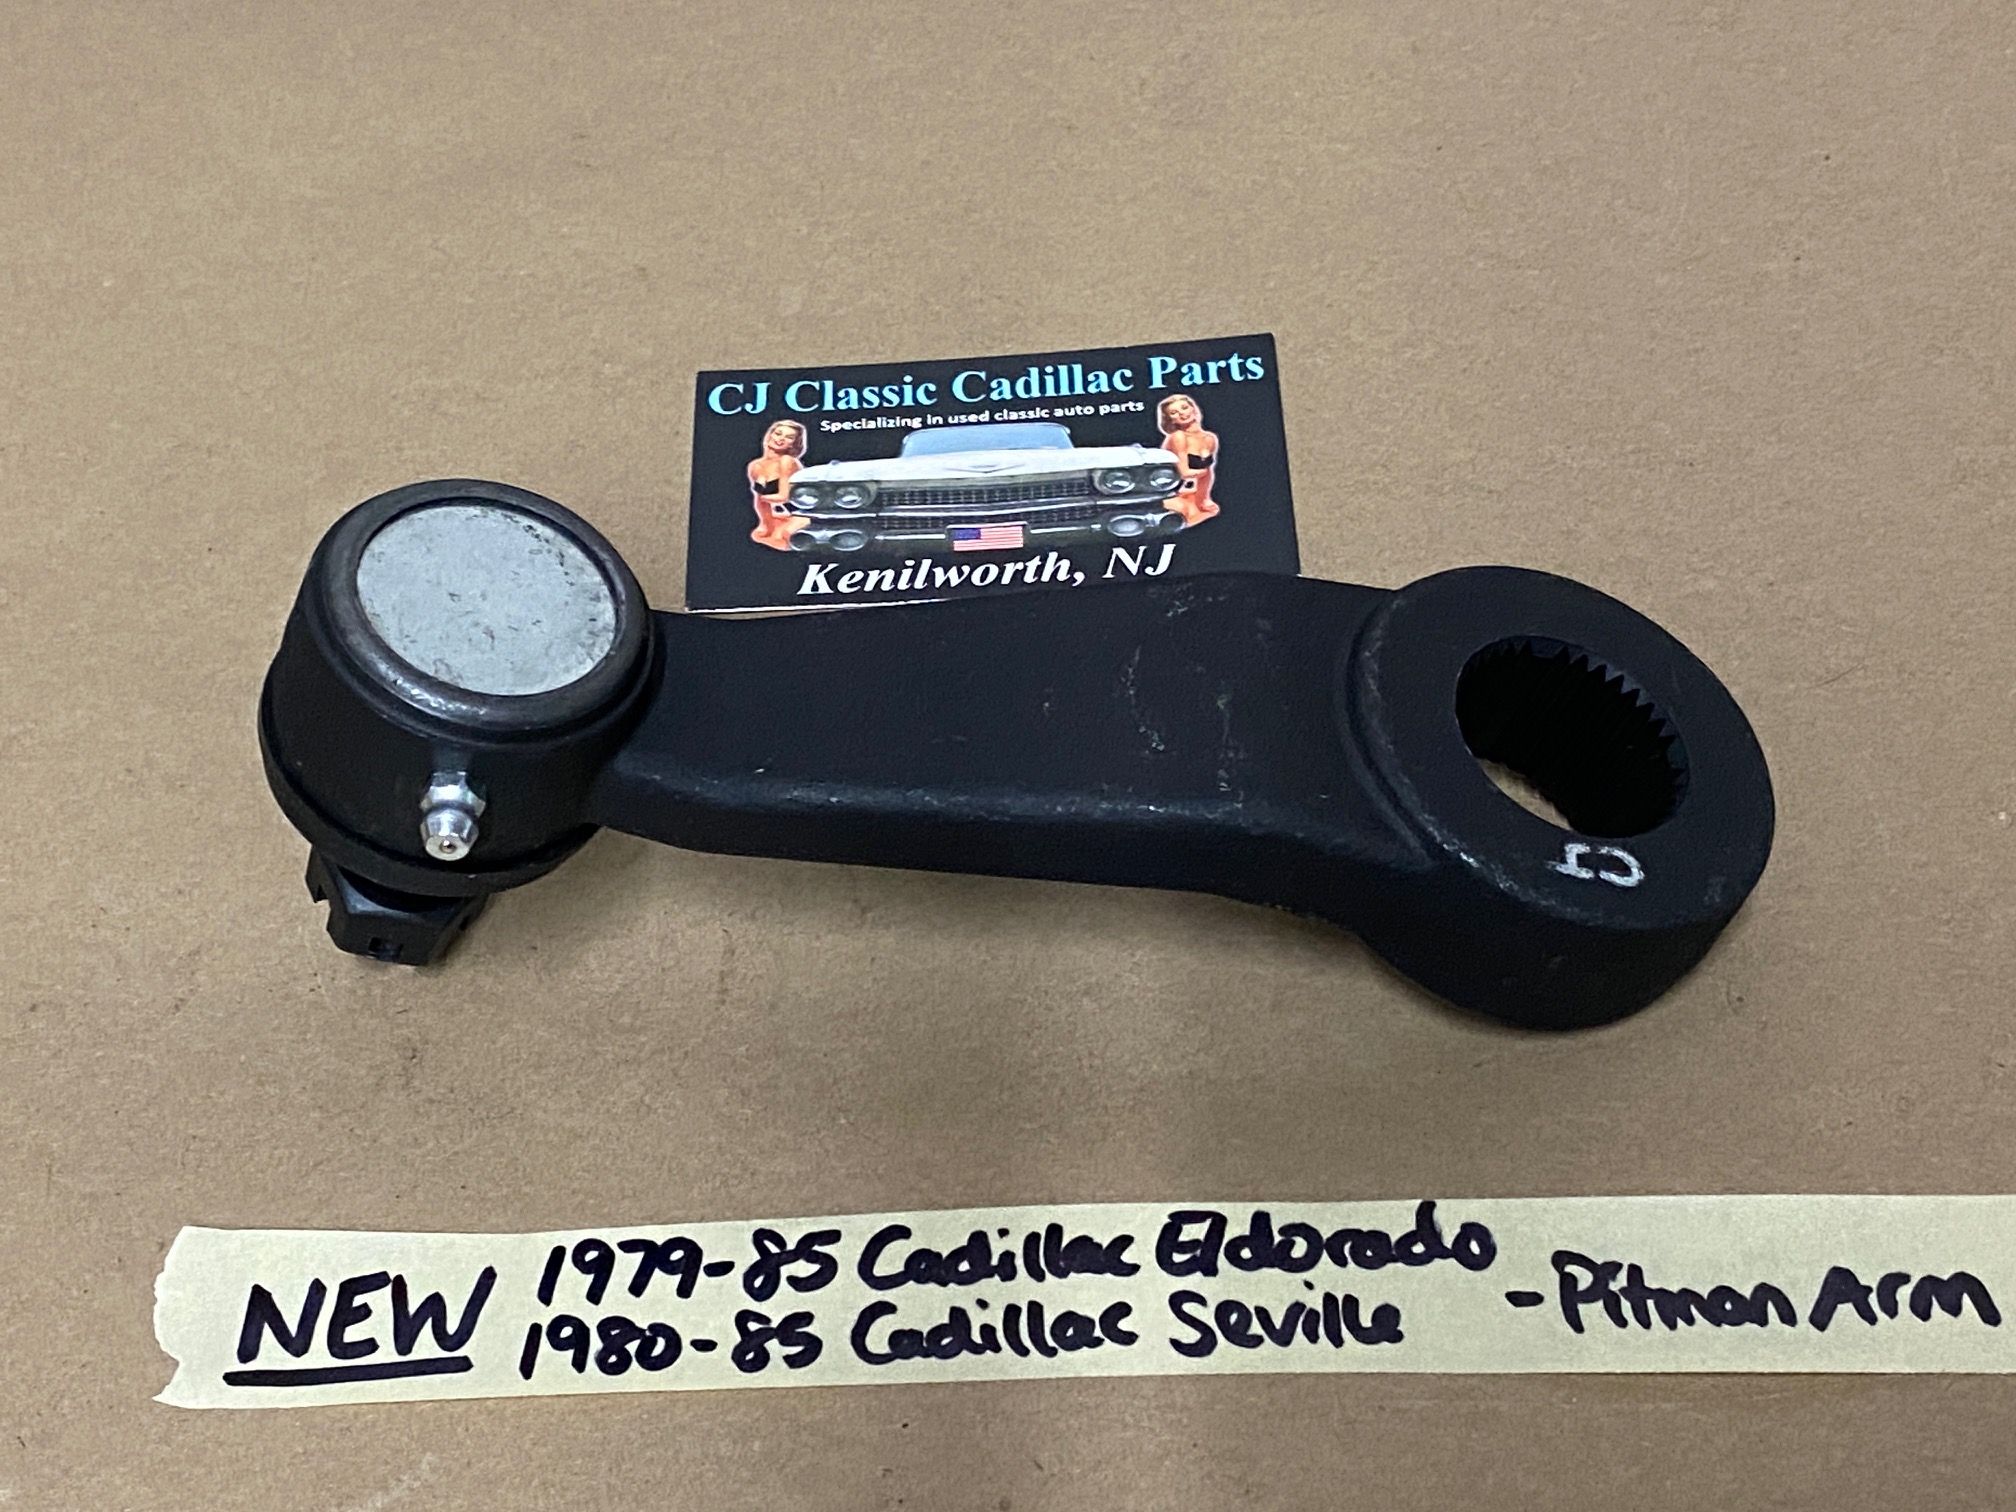 CJ Classic Cadillac Parts
Specializing in used classic auto parts
Kenilworth, NJ
CJ
NEW
1979-85 Cadillac Eldorado
1980-85 Cadillac Seville
- Pitman Arm